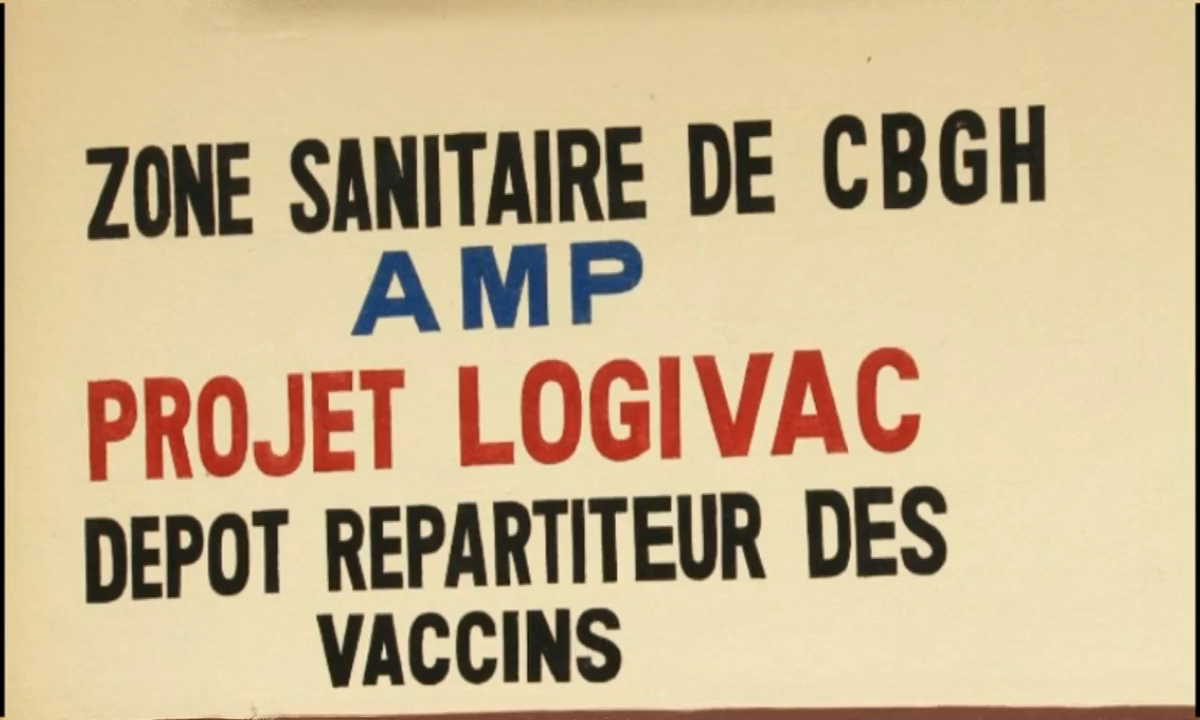 ZONE SANITAIRE DE CBGH
AMP
PROJET LOGIVAC
DEPOT REPARTITEUR DES
VACCINS